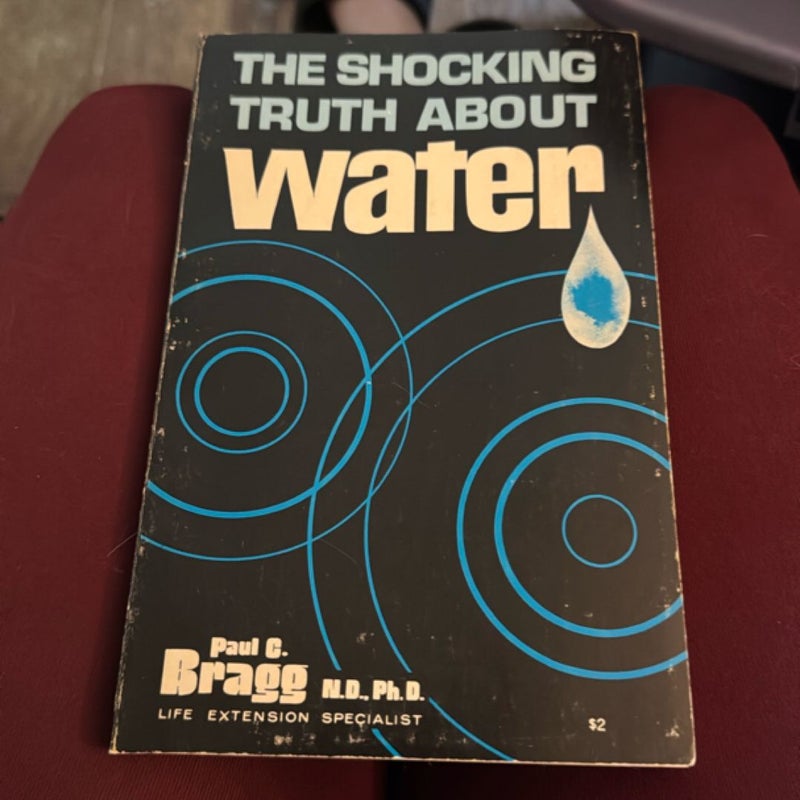 THE SHOCKING
TRUTH ABOUT
water
Paul C.
Bragg N.D., Ph.D.
LIFE EXTENSION SPECIALIST
$2